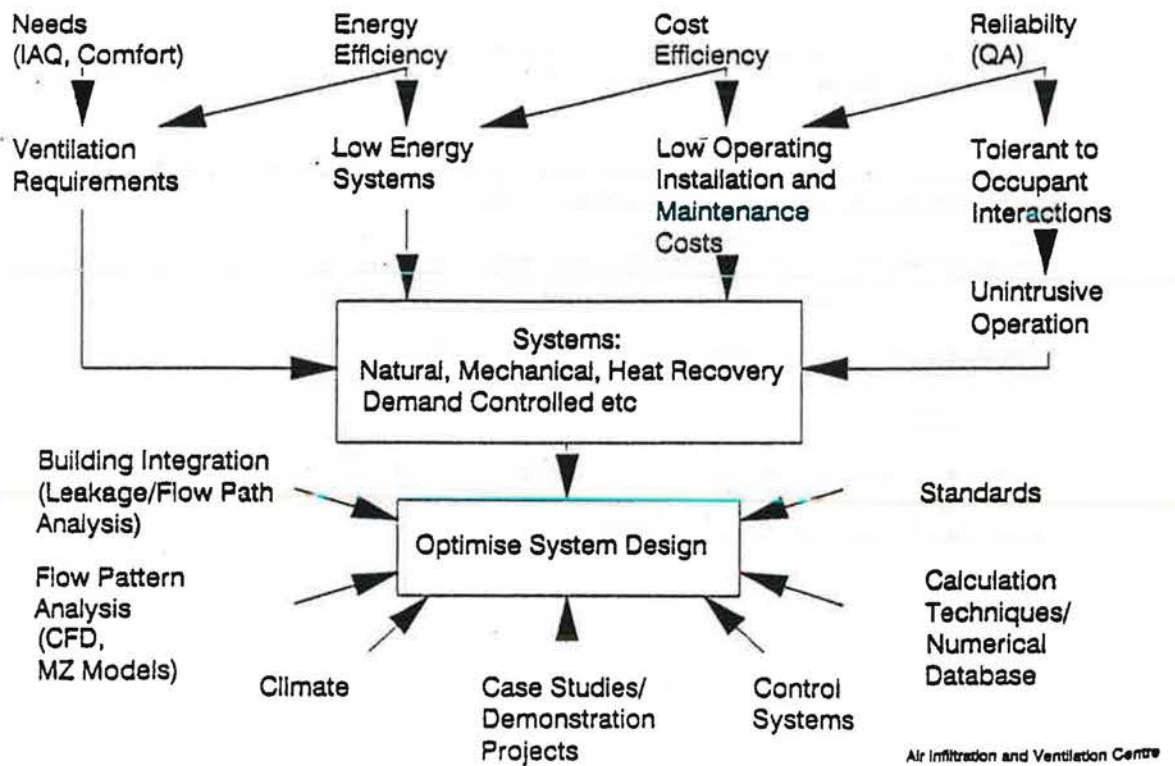 Needs
(IAQ, Comfort)
Energy
Efficiency
Cost
Efficiency
Reliabilty
(QA)
Ventilation
Requirements
Low Energy
Systems
Low Operating
Installation and
Maintenance
Costs
Tolerant to
Occupant
Interactions
Unintrusive
Operation
Systems:
Natural, Mechanical, Heat Recovery
Demand Controlled etc
Building Integration
(Leakage/Flow Path
Analysis)
Standards
Optimise System Design
Flow Pattern
Analysis
(CFD,
MZ Models)
Calculation
Techniques/
Numerical
Database
Climate
Case Studies/
Demonstration
Projects
Control
Systems
Air Infiltration and Ventilation Centre